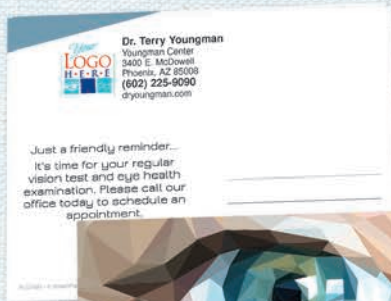 Your
LOGO
H•E•R•E
Dr. Terry Youngman
Youngman Center
3400 E. McDowell
Phoenix, AZ 85008
(602) 225-9090
dryoungman.com
Just a friendly reminder...
It's time for your regular
vision test and eye health
examination. Please call our
office today to schedule an
appointment.